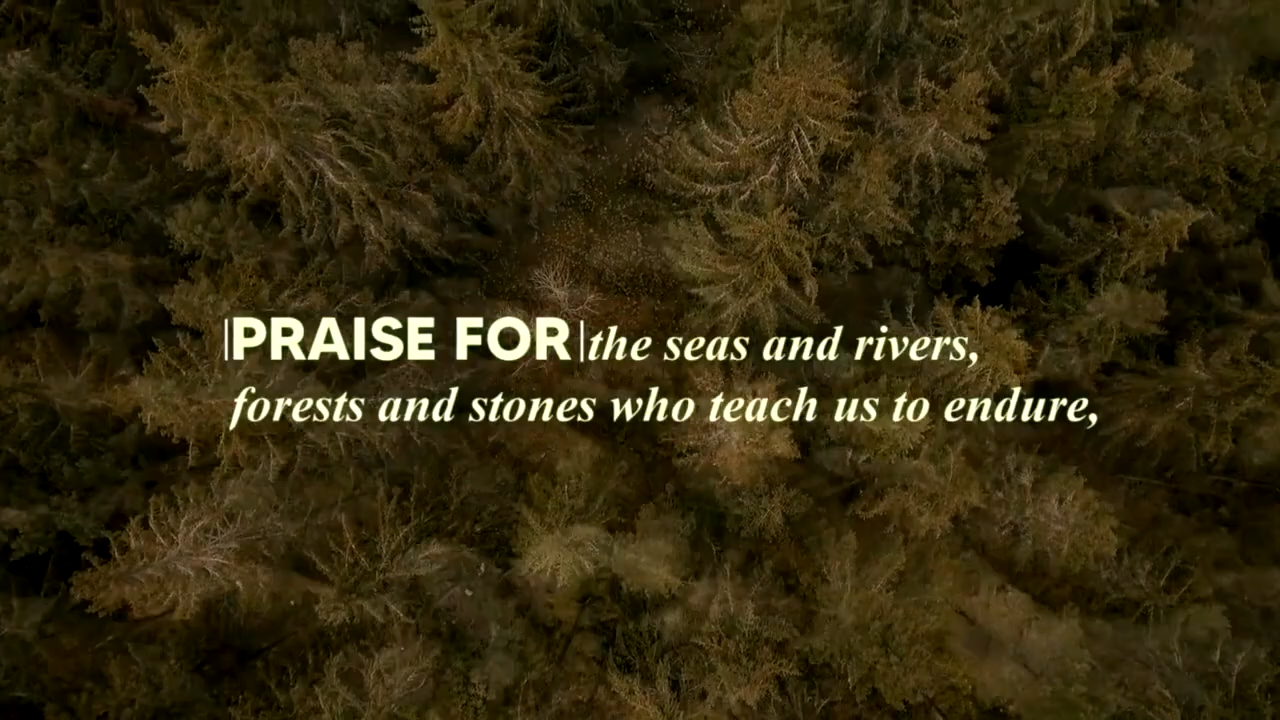 PRAISE FOR the seas and rivers,
forests and stones who teach us to endure,